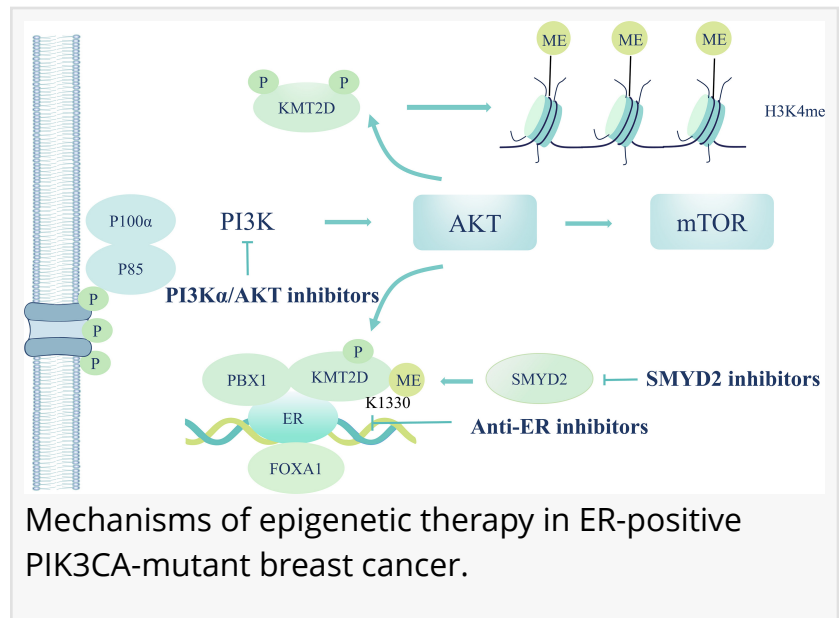 ME ME ME
P P
KMT2D
H3K4me
P100α
PI3K
AKT
mTOR
P85
PI3Kα/AKT inhibitors
P
P
P
P
PBX1
KMT2D
ME
SMYD2
SMYD2 inhibitors
K1330
ER
Anti-ER inhibitors
FOXA1
Mechanisms of epigenetic therapy in ER-positive
PIK3CA-mutant breast cancer.